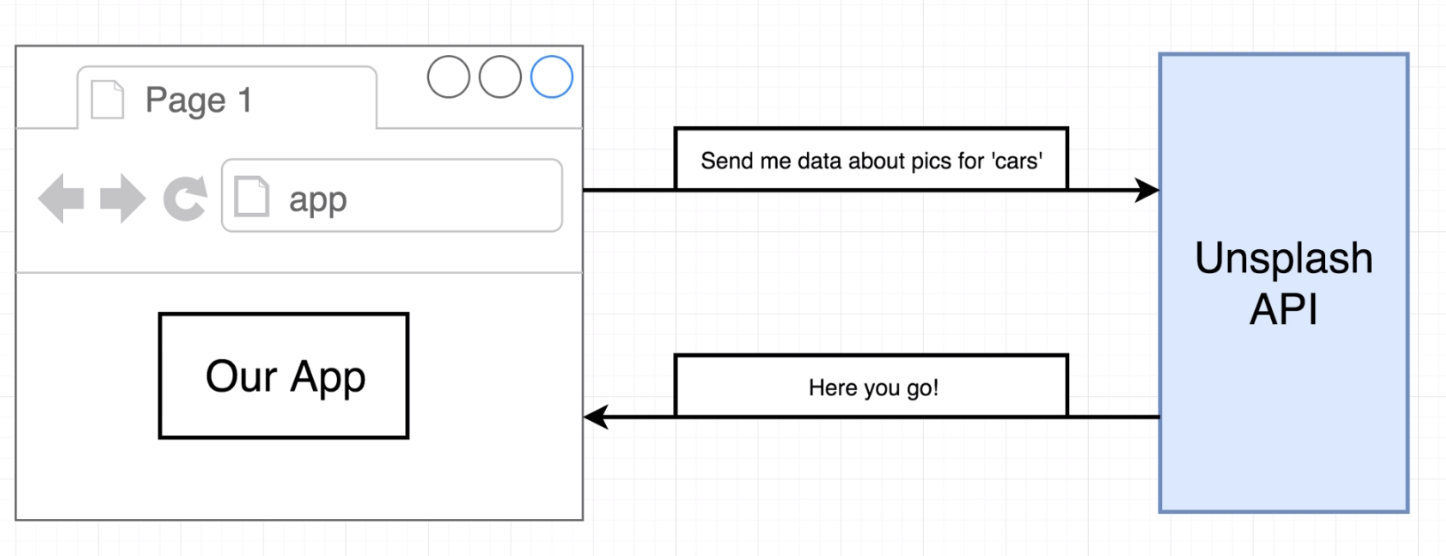 Page 1
app
Our App
Send me data about pics for 'cars'
Here you go!
Unsplash
API